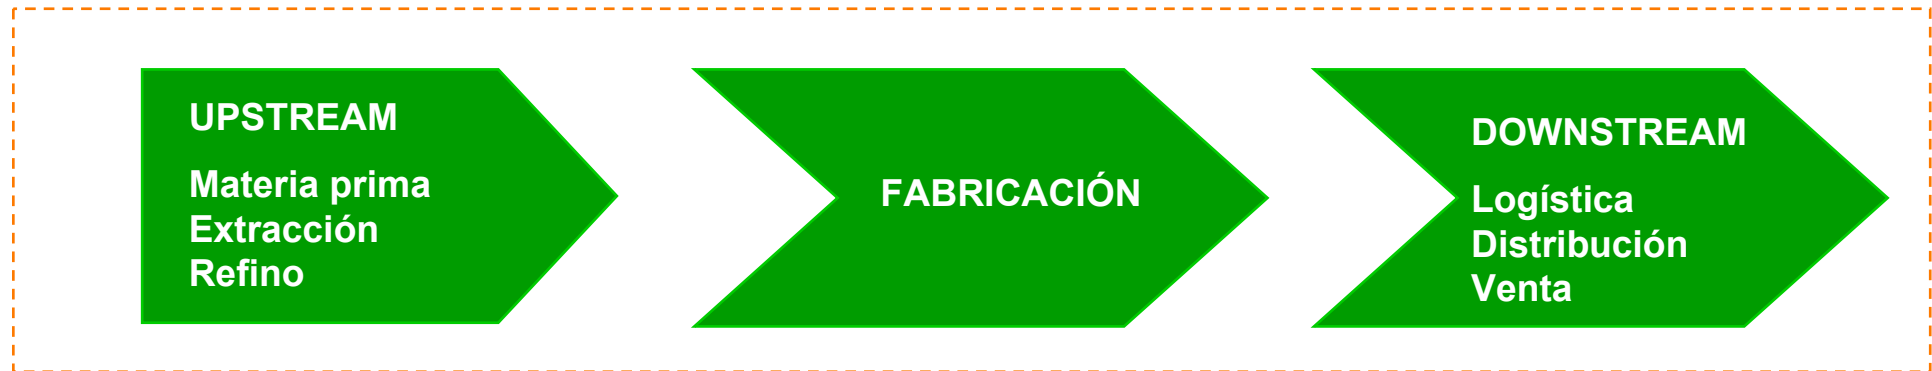 UPSTREAM
Materia prima
Extracción
Refino
FABRICACIÓN
DOWNSTREAM
Logística
Distribución
Venta